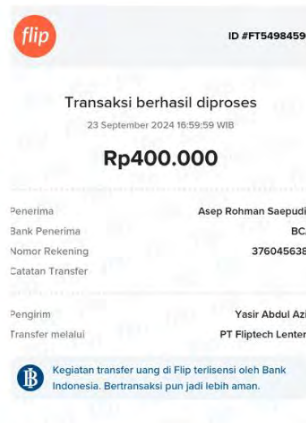 flip
ID #FT5498459
Transaksi berhasil diproses
23 September 2024 16:59:59 WIB
Rp400.000
Penerima Asep Rohman Saepudi
Bank Penerima BC
Nomor Rekening 376045638
Catatan Transfer
Pengirim Yasir Abdul Azi
Transfer melalui PT Fliptech Lenter
Kegiatan transfer uang di Flip terlisensi oleh Bank
Indonesia. Bertransaksi pun jadi lebih aman.